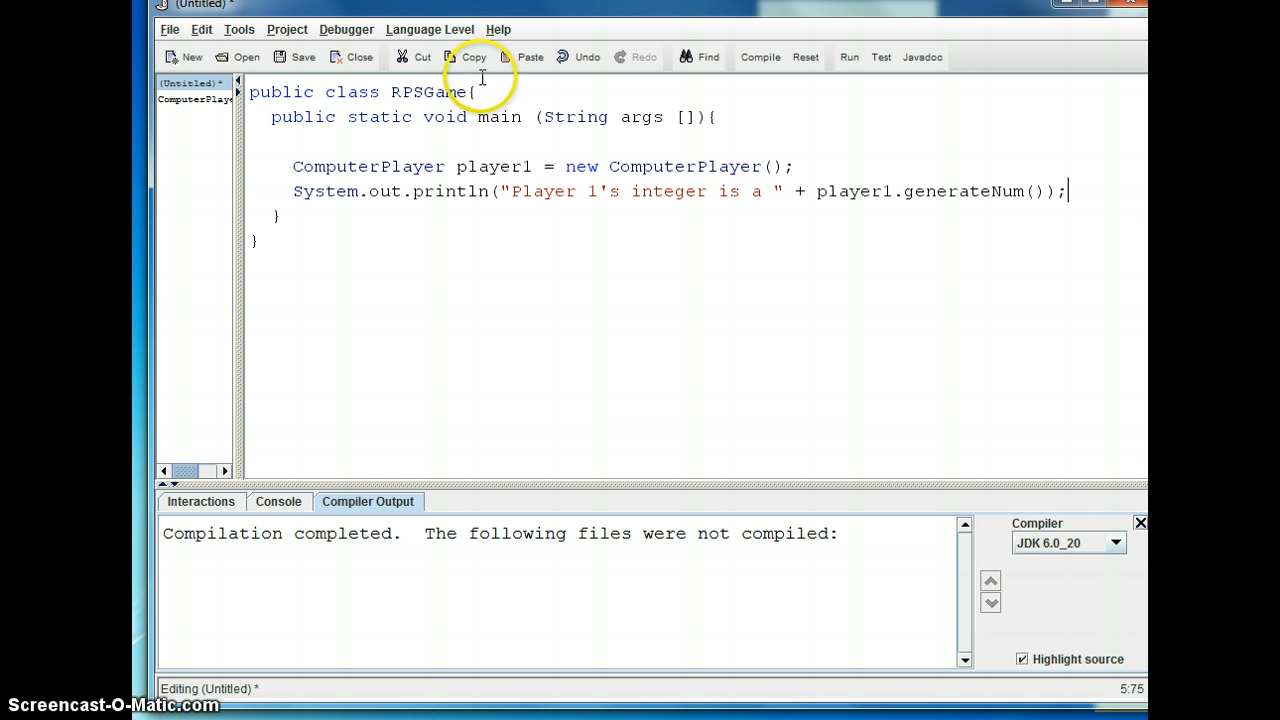 (Untitled) *
File Edit Tools Project Debugger Language Level Help
New Open Save Close Cut Copy Paste Undo Redo Find Compile Reset Run Test Javadoc
(Untitled) *
ComputerPlaye
public class RPSGame{
public static void main (String args []){
ComputerPlayer player1 = new ComputerPlayer();
System.out.println("Player 1's integer is a " + player1.generateNum());
}
}
Interactions Console Compiler Output
Compilation completed.  The following files were not compiled:
Compiler
JDK 6.0_20
Highlight source
Editing (Untitled) * 5:75
Screencast-O-Matic.com